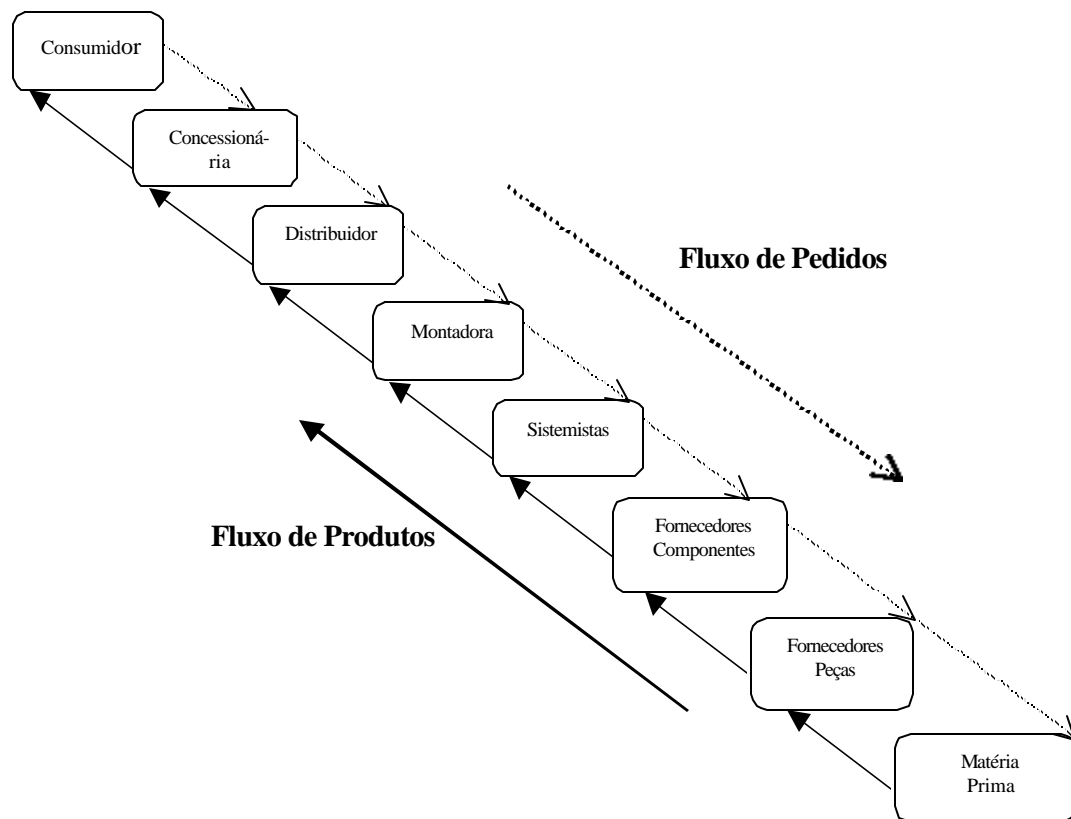 Consumidor
Concessioná-
ria
Distribuidor
Fluxo de Pedidos
Montadora
Sistemistas
Fluxo de Produtos
Fornecedores
Componentes
Fornecedores
Peças
Matéria
Prima